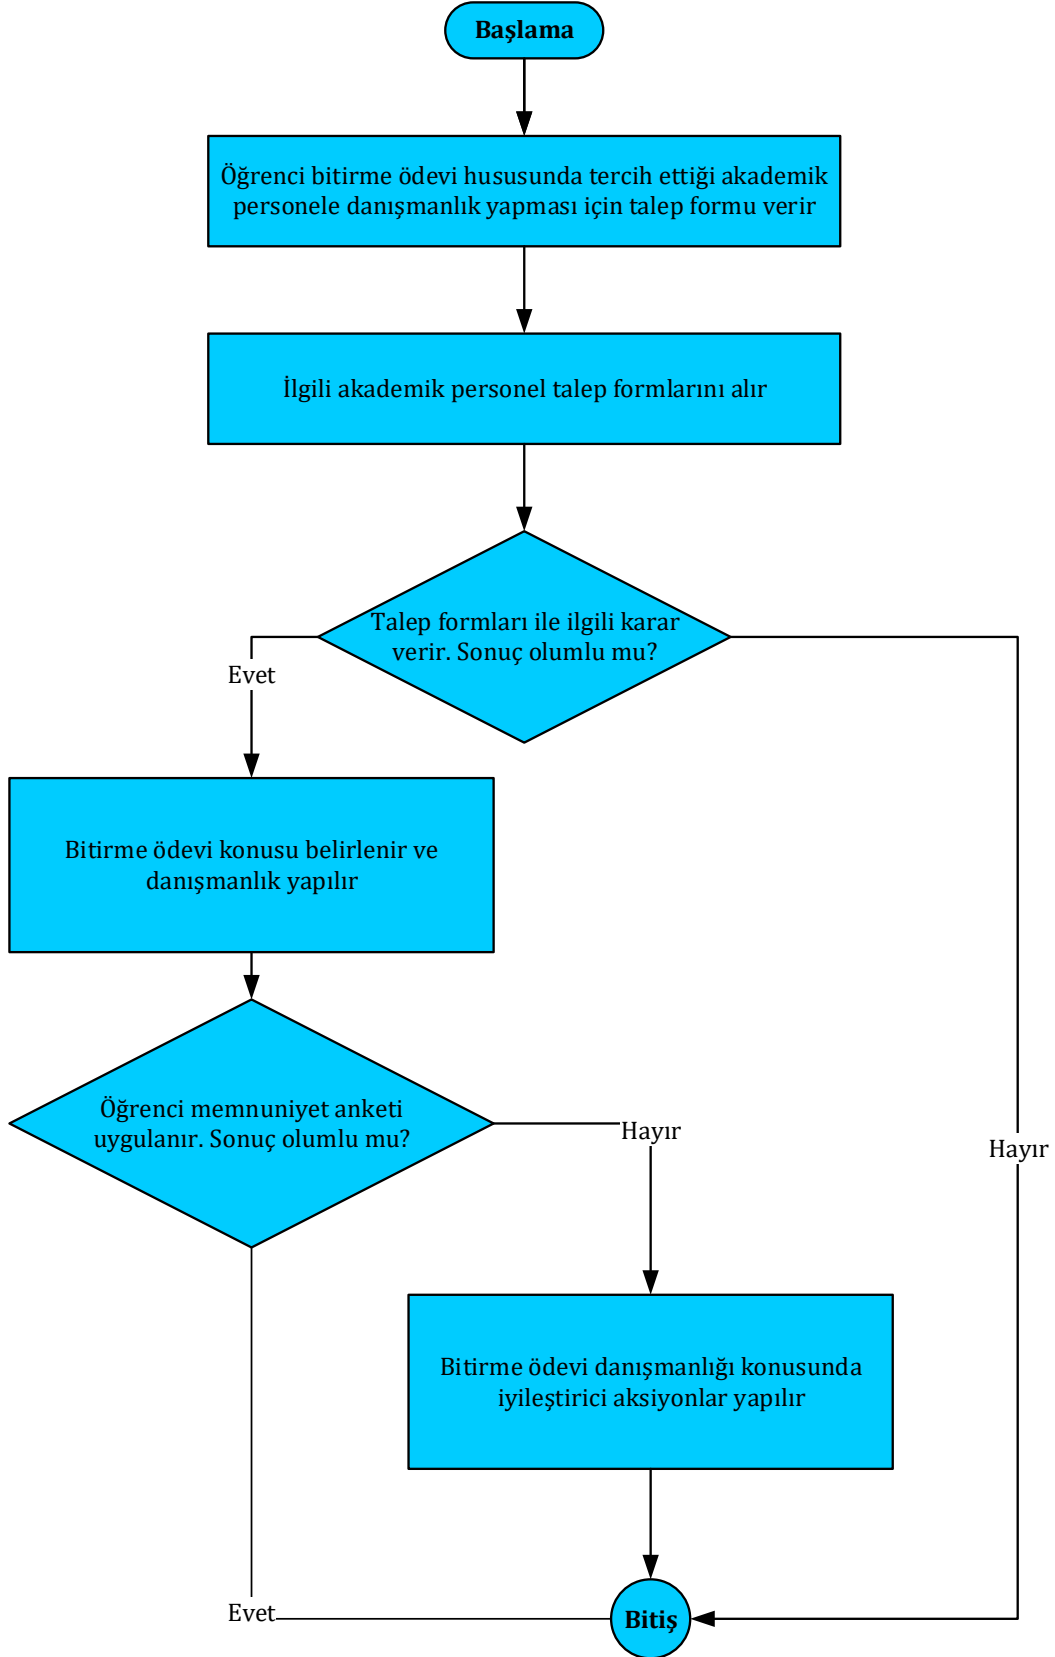 Başlama
Öğrenci bitirme ödevi hususunda tercih ettiği akademik
personele danışmanlık yapması için talep formu verir
İlgili akademik personel talep formlarını alır
Talep formları ile ilgili karar
verir. Sonuç olumlu mu?
Evet
Bitirme ödevi konusu belirlenir ve
danışmanlık yapılır
Öğrenci memnuniyet anketi
uygulanır. Sonuç olumlu mu?
Hayır
Hayır
Bitirme ödevi danışmanlığı konusunda
iyileştirici aksiyonlar yapılır
Evet
Bitiş